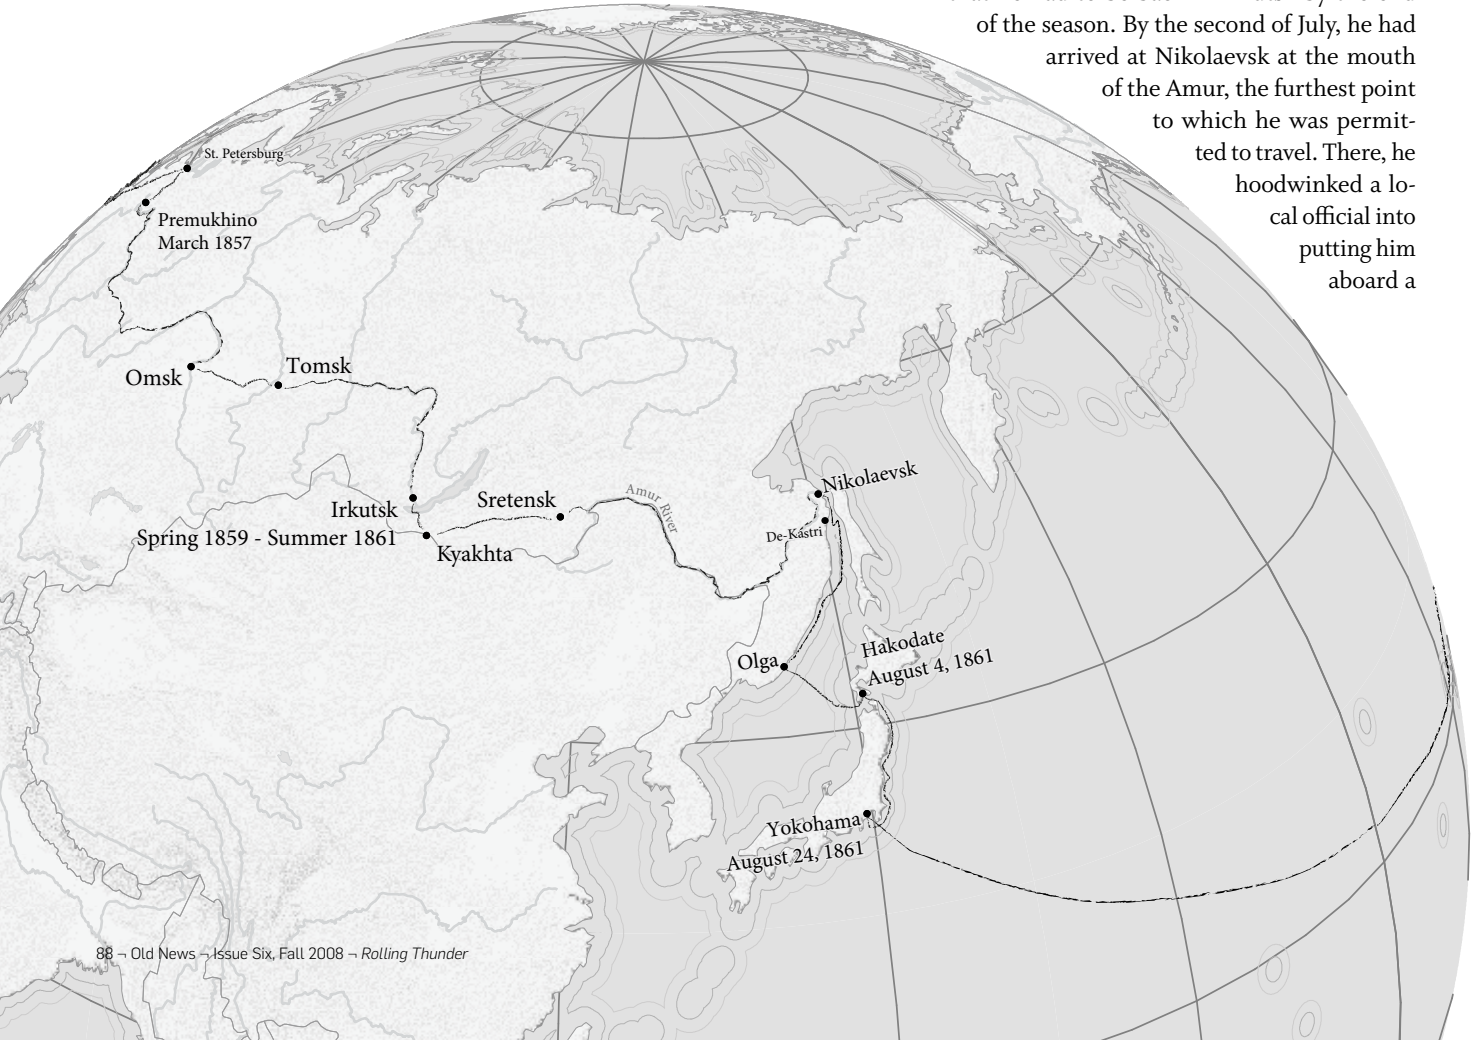 of the season. By the second of July, he had
arrived at Nikolaevsk at the mouth
of the Amur, the furthest point
to which he was permit-
ted to travel. There, he
hoodwinked a lo-
cal official into
putting him
aboard a
St. Petersburg
Premukhino
March 1857
Omsk
Tomsk
Irkutsk
Spring 1859 - Summer 1861
Kyakhta
Sretensk
Amur River
Nikolaevsk
De-Kastri
Olga
Hakodate
August 4, 1861
Yokohama
August 24, 1861
88 ¬ Old News ¬ Issue Six, Fall 2008 ¬ Rolling Thunder